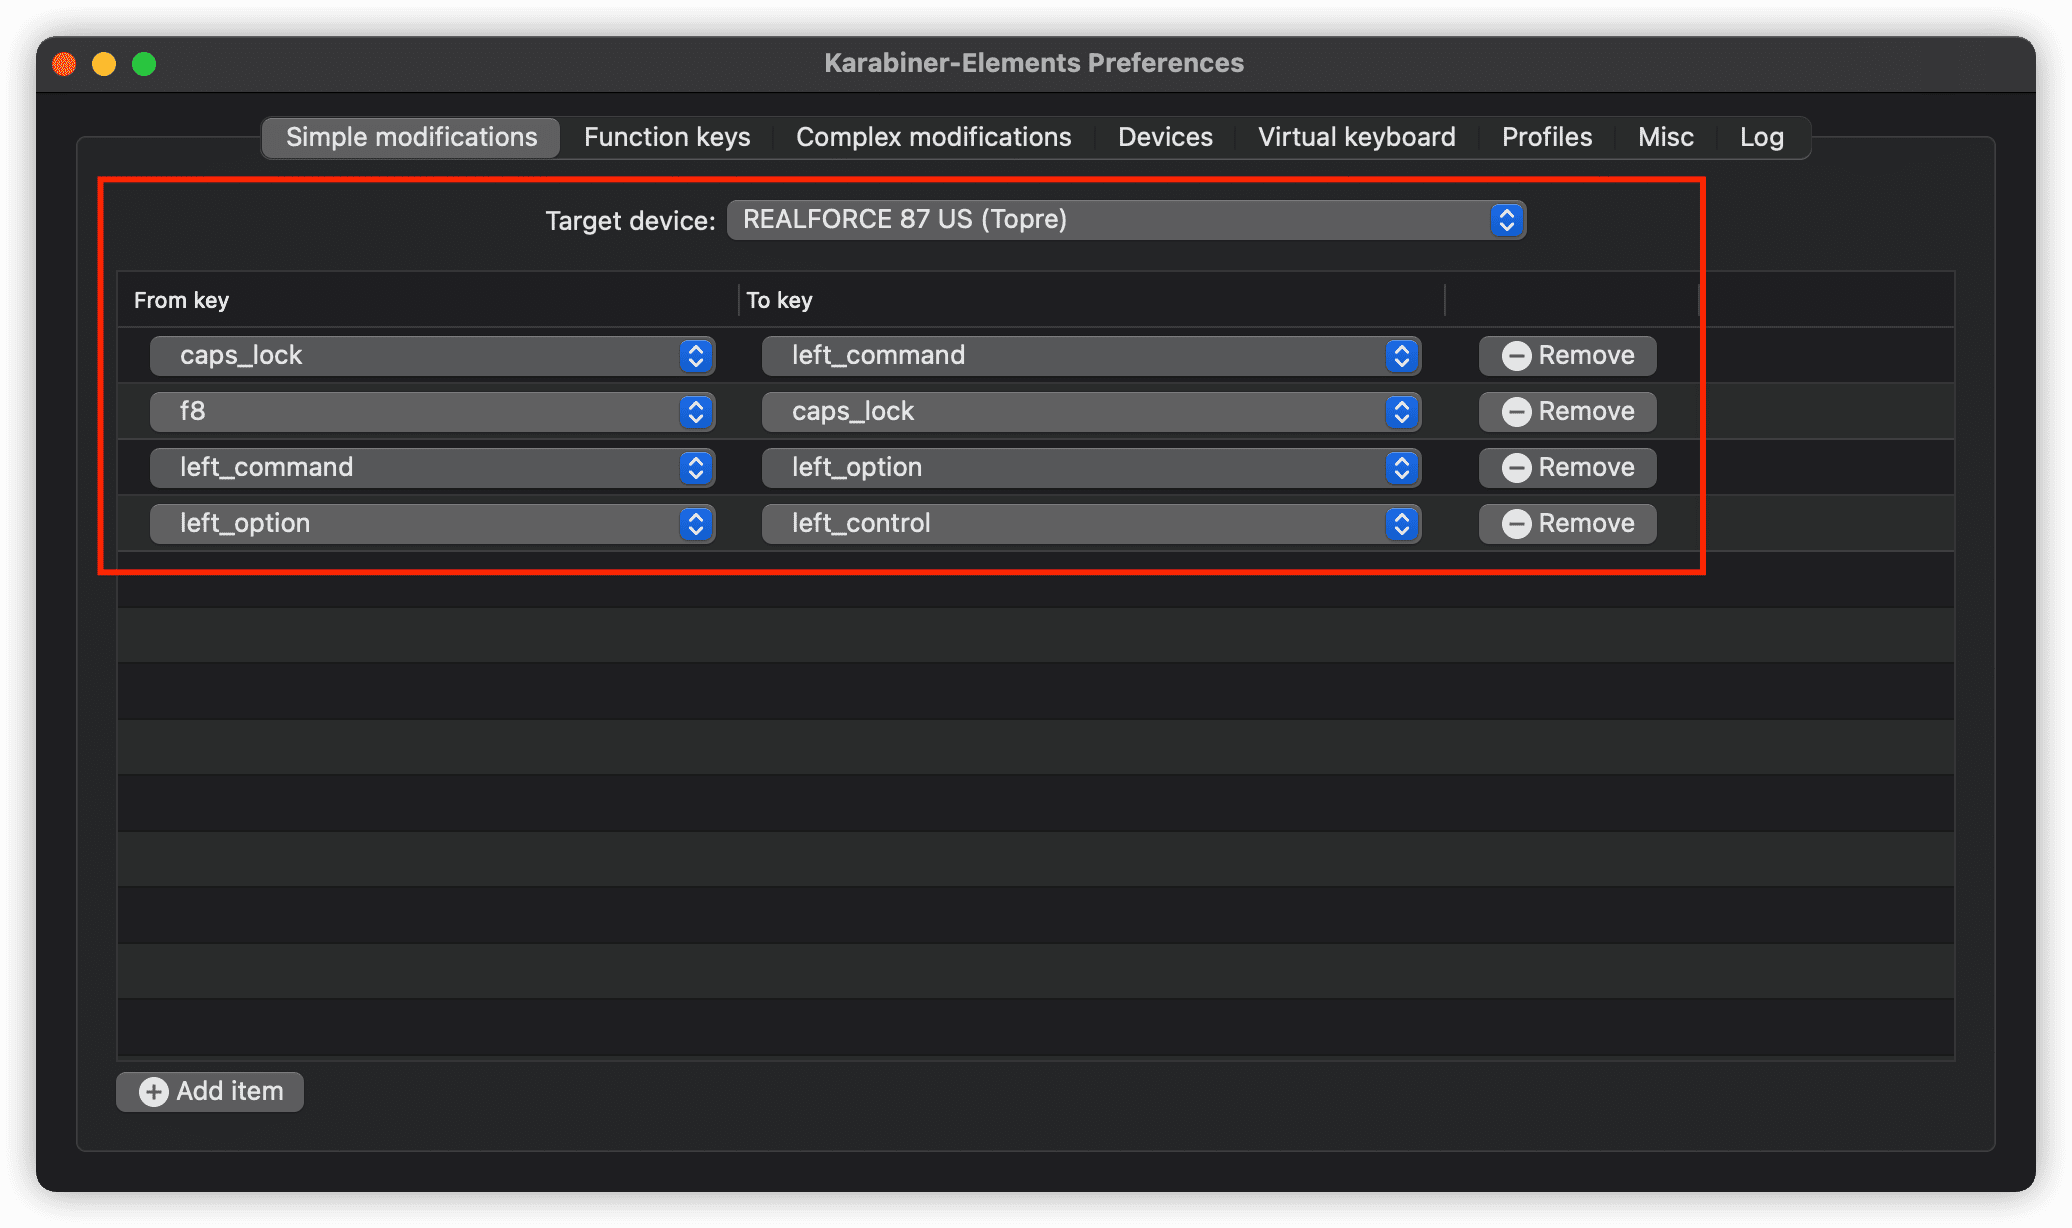 Karabiner-Elements Preferences
Simple modifications Function keys Complex modifications Devices Virtual keyboard Profiles Misc Log
Target device: REALFORCE 87 US (Topre)
From key To key
caps_lock left_command Remove
f8 caps_lock Remove
left_command left_option Remove
left_option left_control Remove
Add item